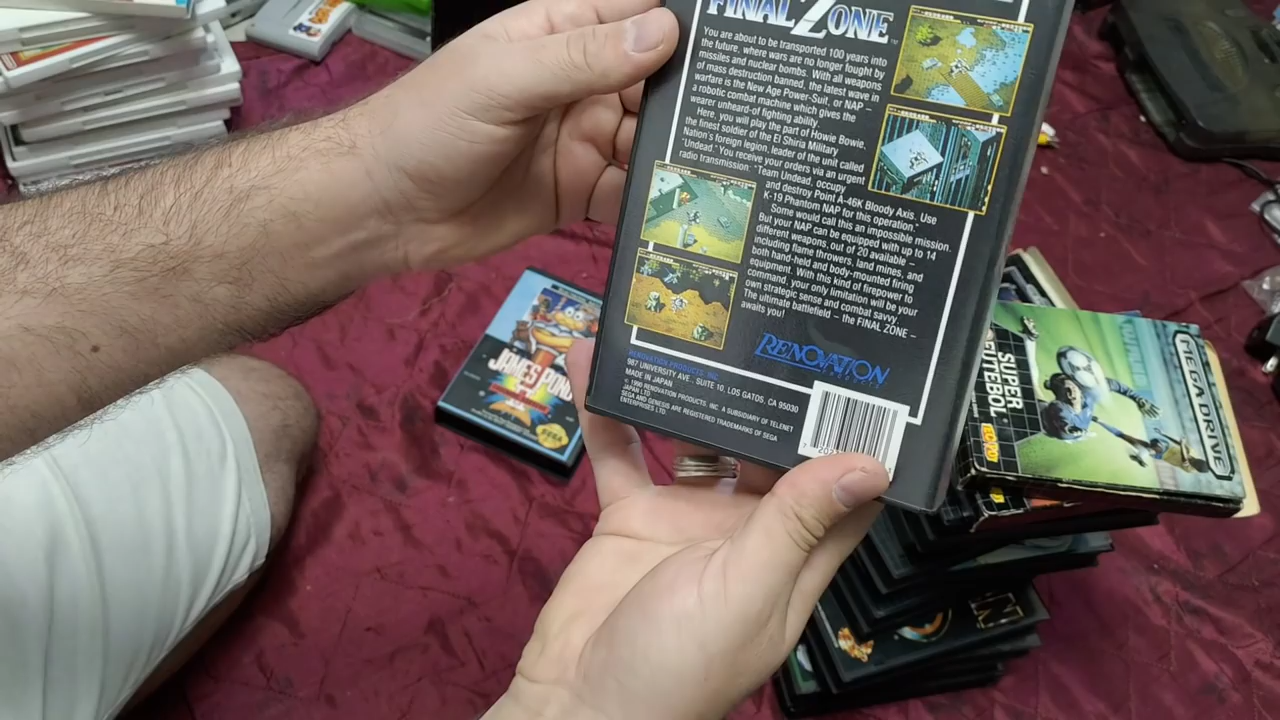 FINAL ZONE
You are about to be transported 100 years into
the future, where wars are no longer fought by
missiles and nuclear bombs. With all weapons
of mass destruction banned, the latest wave in
warfare is the New Age Power-Suit, or NAP –
a robotic combat machine which gives the
wearer unheard-of fighting ability.
Here, you will play the part of Howie Bowie,
the finest soldier of the El Shiria Military
Nation's foreign legion, leader of the unit called
"Undead." You receive your orders via an urgent
radio transmission: "Team Undead, occupy
and destroy Point A-46K Bloody Axis. Use
K-19 Phantom NAP for this operation."
Some would call this an impossible mission.
But your NAP can be equipped with up to 14
different weapons, out of 20 available –
including flame throwers, land mines, and
both hand-held and body-mounted firing
equipment. With this kind of firepower to
command, your only limitation will be your
own strategic sense and combat savvy.
The ultimate battlefield – the FINAL ZONE –
awaits you!
RENOVATION
RENOVATION PRODUCTS, INC.
987 UNIVERSITY AVE., SUITE 10, LOS GATOS, CA 95030
MADE IN JAPAN
© 1990 RENOVATION PRODUCTS, INC. A SUBSIDIARY OF TELENET
JAPAN LTD.
SEGA AND GENESIS ARE REGISTERED TRADEMARKS OF SEGA
ENTERPRISES LTD.
JAMES POND
SEGA
SUPER
FUTEBOL
MEGA DRIVE